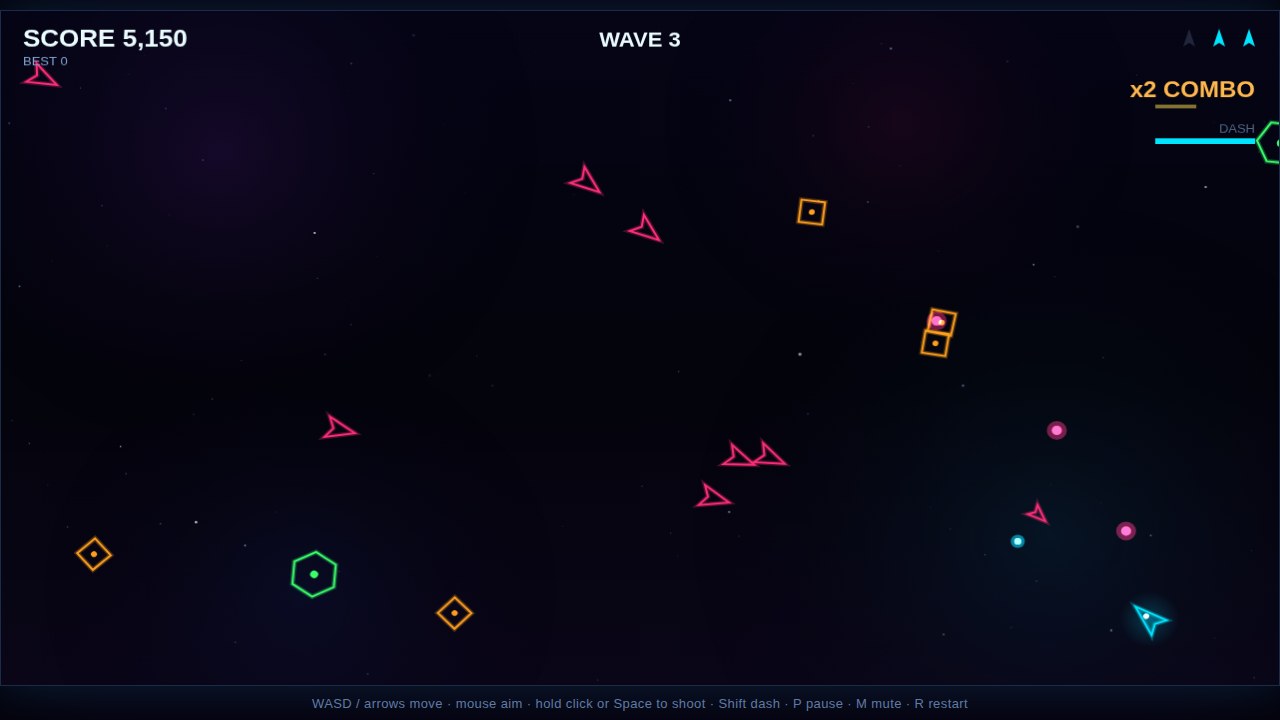 SCORE 5,150
BEST 0
WAVE 3
x2 COMBO
DASH
WASD / arrows move · mouse aim · hold click or Space to shoot · Shift dash · P pause · M mute · R restart